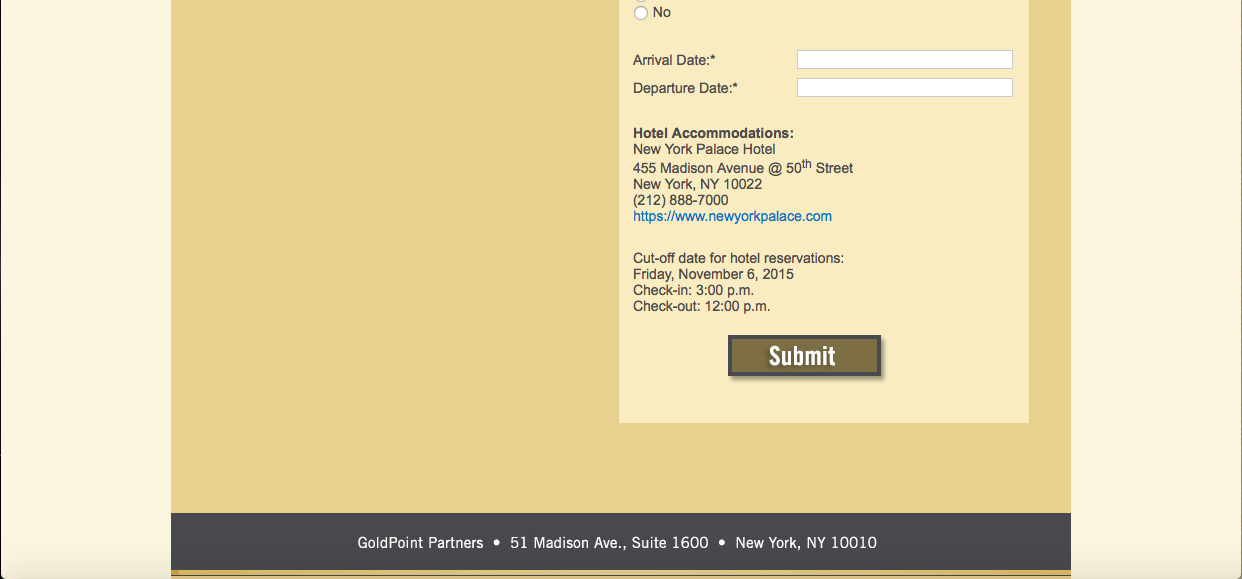 No
Arrival Date:*
Departure Date:*
Hotel Accommodations:
New York Palace Hotel
455 Madison Avenue @ 50th Street
New York, NY 10022
(212) 888-7000
https://www.newyorkpalace.com
Cut-off date for hotel reservations:
Friday, November 6, 2015
Check-in: 3:00 p.m.
Check-out: 12:00 p.m.
Submit
GoldPoint Partners • 51 Madison Ave., Suite 1600 • New York, NY 10010